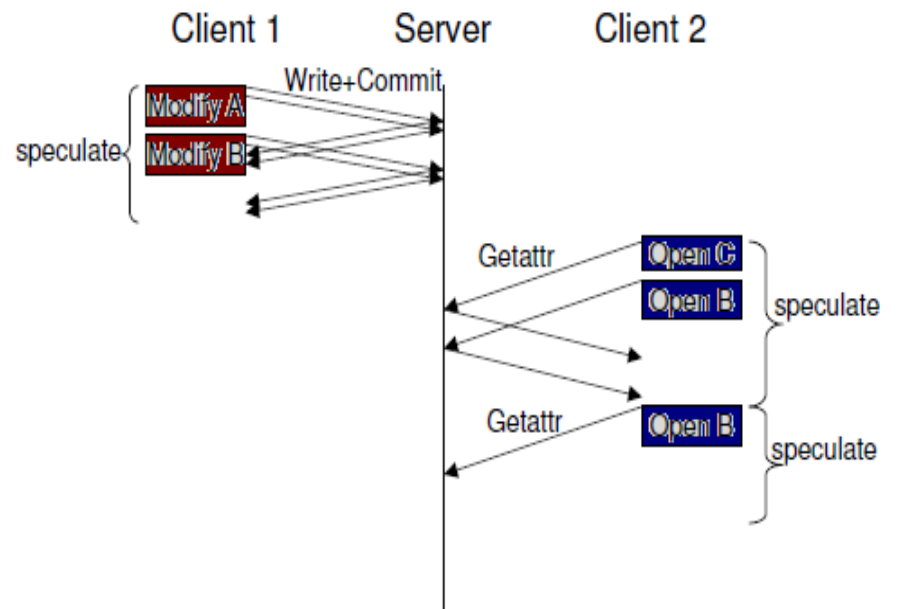 Client 1 Server Client 2
Write+Commit
Modify A
speculate
Modify B
Getattr
Open C
Open B
speculate
Getattr
Open B
speculate